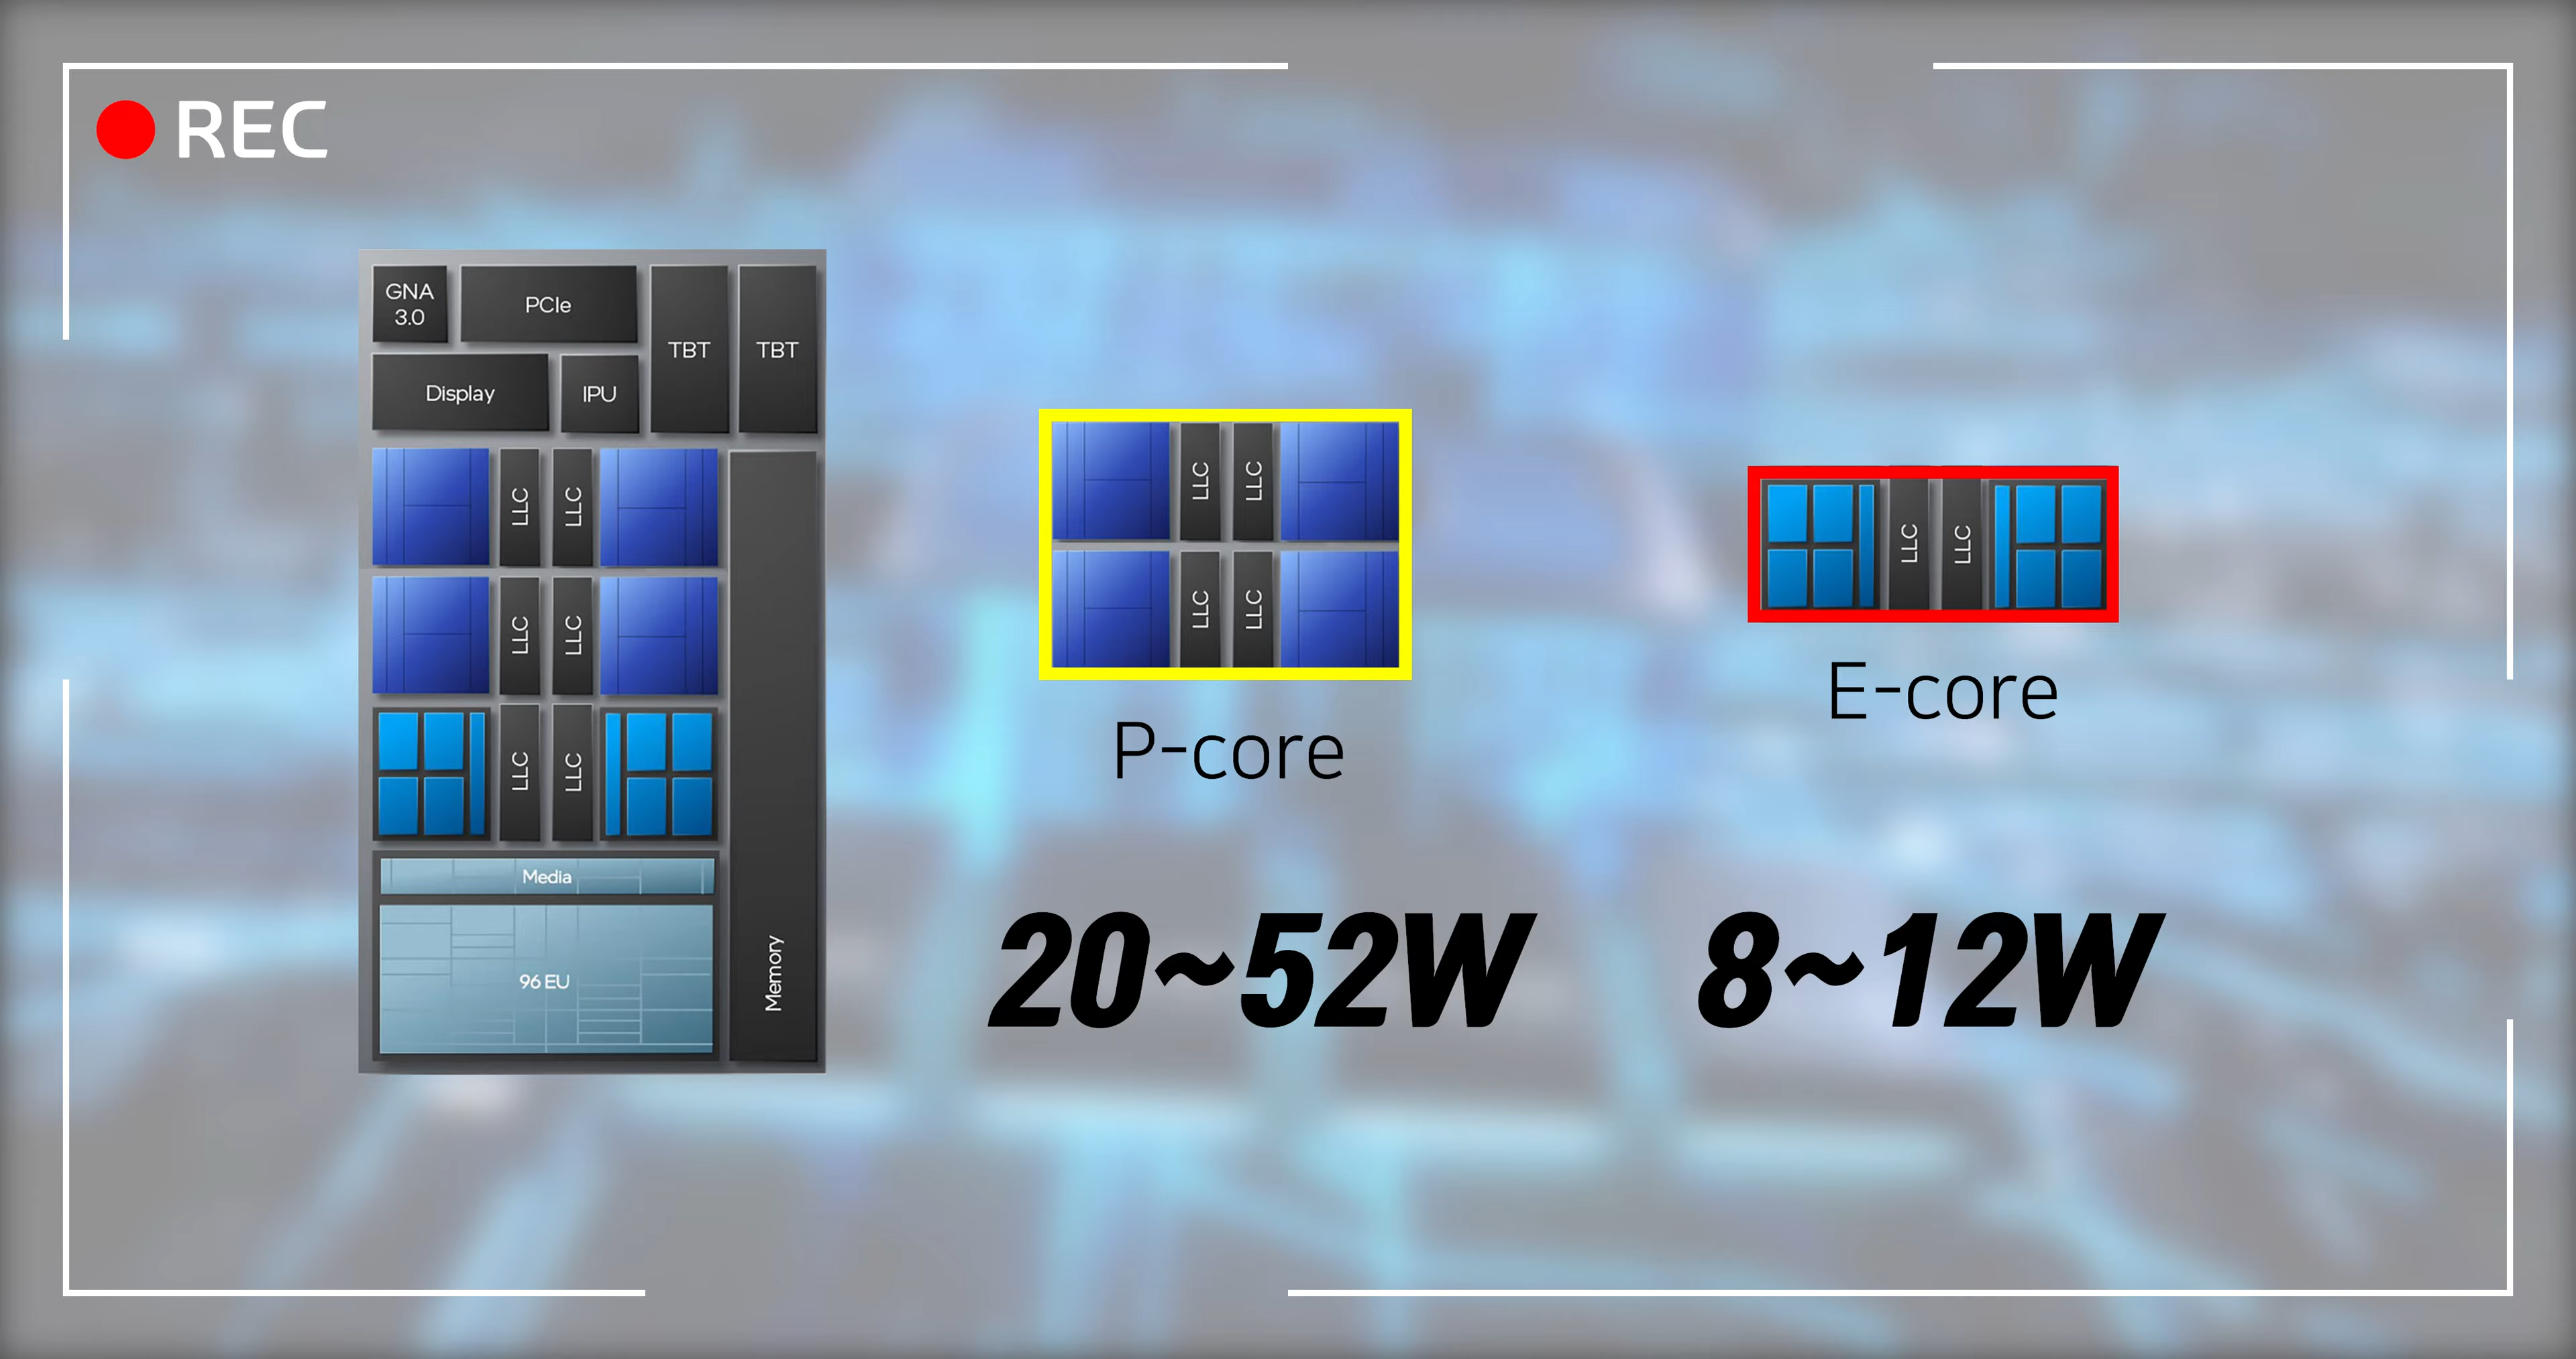 REC
GNA
3.0
PCIe
TBT
TBT
Display
IPU
LLC
LLC
LLC
LLC
LLC
LLC
Media
96 EU
Memory
LLC
LLC
LLC
LLC
P-core
20~52W
LLC
LLC
E-core
8~12W